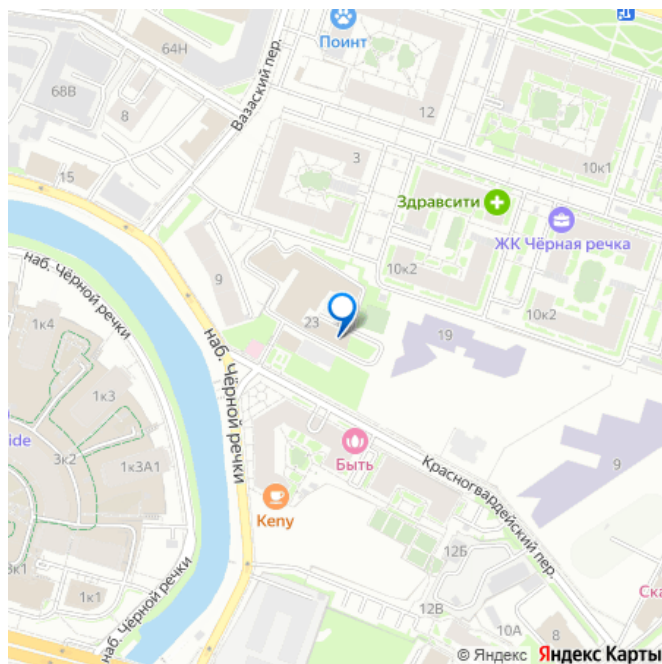 64Н
Поинт
68В
Вазаский пер.
8
12
3
10к1
15
Здравсити
ЖК Чёрная речка
наб. Чёрной речки
10к2
9
10к2
1к4
23
19
наб. Чёрной речки
1к3
ide
3к2
Быть
Красногвардейский пер.
1к3А1
9
Keny
12Б
3к1
1к1
наб. Чёрной речки
12В
10А
8
Ска
© Яндекс Яндекс Карты